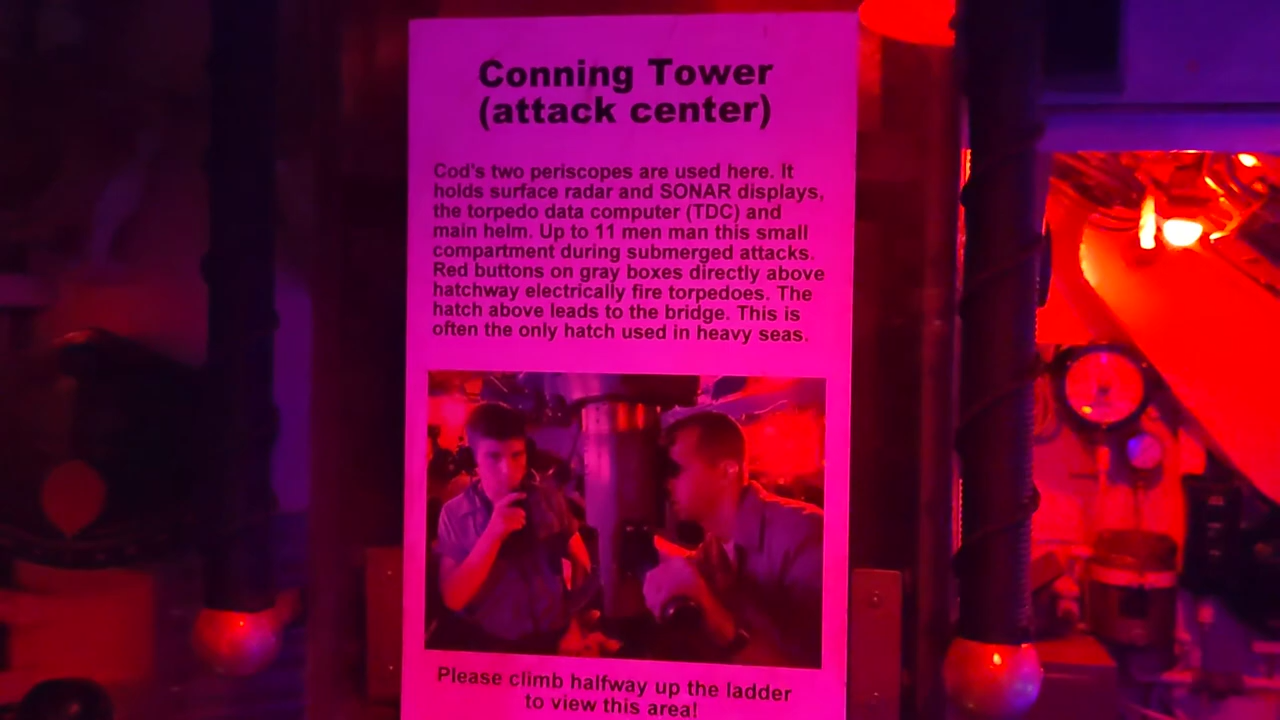 Conning Tower
(attack center)
Cod's two periscopes are used here. It
holds surface radar and SONAR displays,
the torpedo data computer (TDC) and
main helm. Up to 11 men man this small
compartment during submerged attacks.
Red buttons on gray boxes directly above
hatchway electrically fire torpedoes. The
hatch above leads to the bridge. This is
often the only hatch used in heavy seas.
Please climb halfway up the ladder
to view this area!